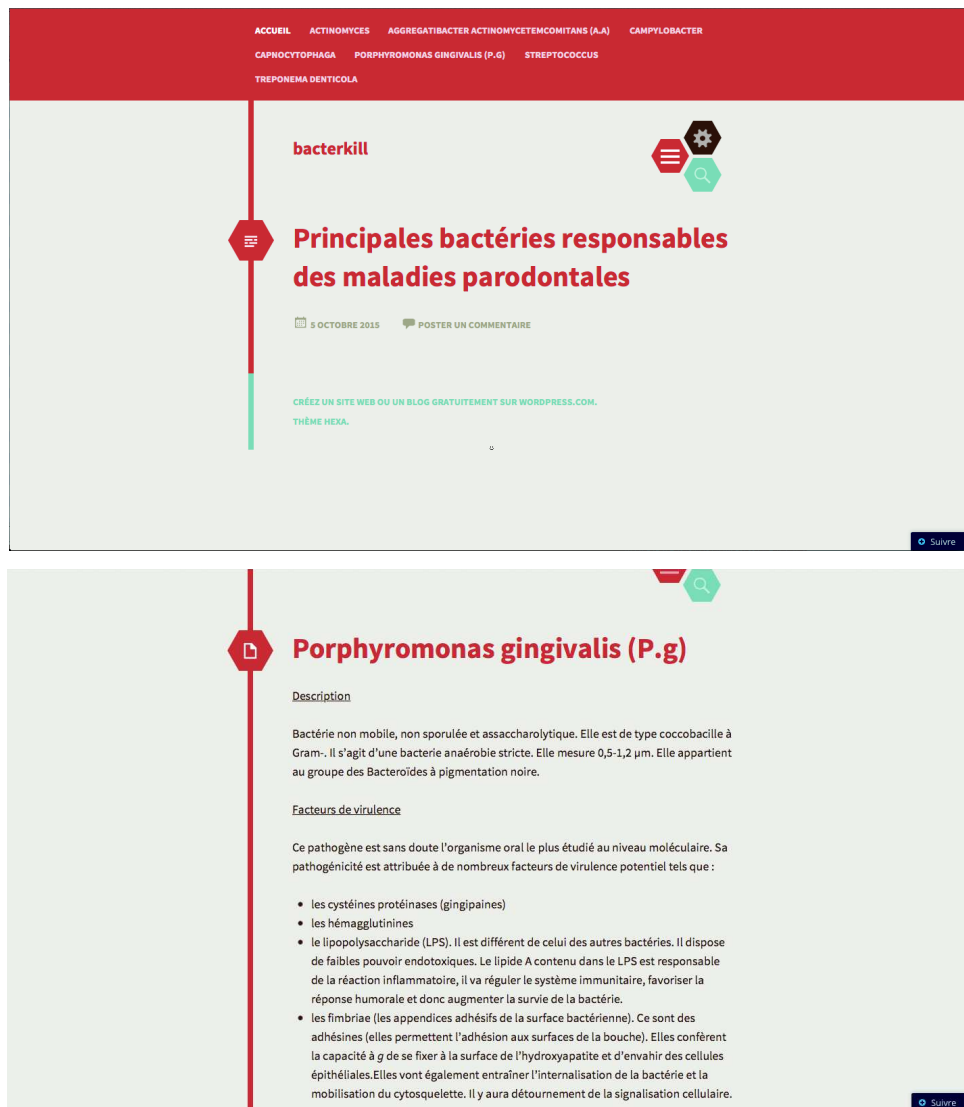 ACCUEIL ACTINOMYCES AGGREGATIBACTER ACTINOMYCETEMCOMITANS (A.A) CAMPYLOBACTER
CAPNOCYTOPHAGA PORPHYROMONAS GINGIVALIS (P.G) STREPTOCOCCUS
TREPONEMA DENTICOLA
bacterkill
Principales bactéries responsables
des maladies parodontales
5 OCTOBRE 2015 POSTER UN COMMENTAIRE
CRÉEZ UN SITE WEB OU UN BLOG GRATUITEMENT SUR WORDPRESS.COM.
THÈME HEXA.
Suivre
Porphyromonas gingivalis (P.g)
Description
Bactérie non mobile, non sporulée et assaccharolytique. Elle est de type coccobacille à
Gram-. Il s'agit d'une bacterie anaérobie stricte. Elle mesure 0,5-1,2 µm. Elle appartient
au groupe des Bacteroïdes à pigmentation noire.
Facteurs de virulence
Ce pathogène est sans doute l'organisme oral le plus étudié au niveau moléculaire. Sa
pathogénicité est attribuée à de nombreux facteurs de virulence potentiel tels que :
• les cystéines protéinases (gingipaïnes)
• les hémagglutinines
• le lipopolysaccharide (LPS). Il est différent de celui des autres bactéries. Il dispose
de faibles pouvoir endotoxiques. Le lipide A contenu dans le LPS est responsable
de la réaction inflammatoire, il va réguler le système immunitaire, favoriser la
réponse humorale et donc augmenter la survie de la bactérie.
• les fimbriae (les appendices adhésifs de la surface bactérienne). Ce sont des
adhésines (elles permettent l'adhésion aux surfaces de la bouche). Elles confèrent
la capacité à g de se fixer à la surface de l'hydroxyapatite et d'envahir des cellules
épithéliales.Elles vont également entraîner l'internalisation de la bactérie et la
mobilisation du cytosquelette. Il y aura détournement de la signalisation cellulaire.
Suivre